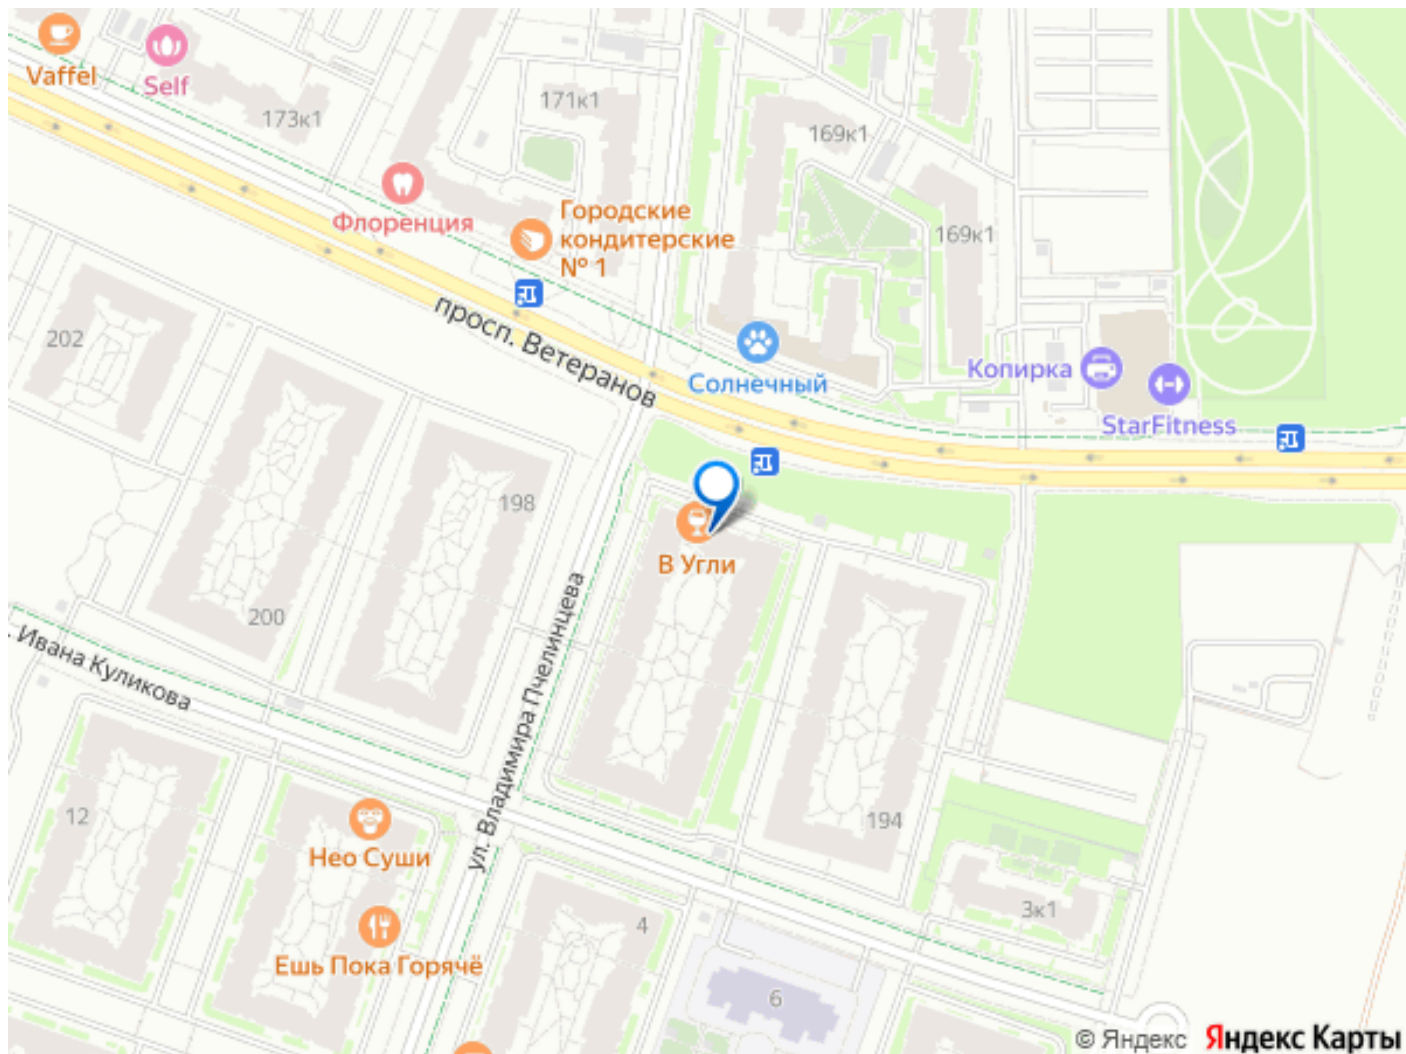 Vaffel
Self
173к1
171к1
169к1
Флоренция
Городские
кондитерские
№ 1
169к1
просп. Ветеранов
202
Солнечный
Копирка
StarFitness
198
В Угли
200
. Ивана Куликова
ул. Владимира Пчелинцева
12
Нео Суши
194
4
3к1
Ешь Пока Горячё
6
© Яндекс Яндекс Карты